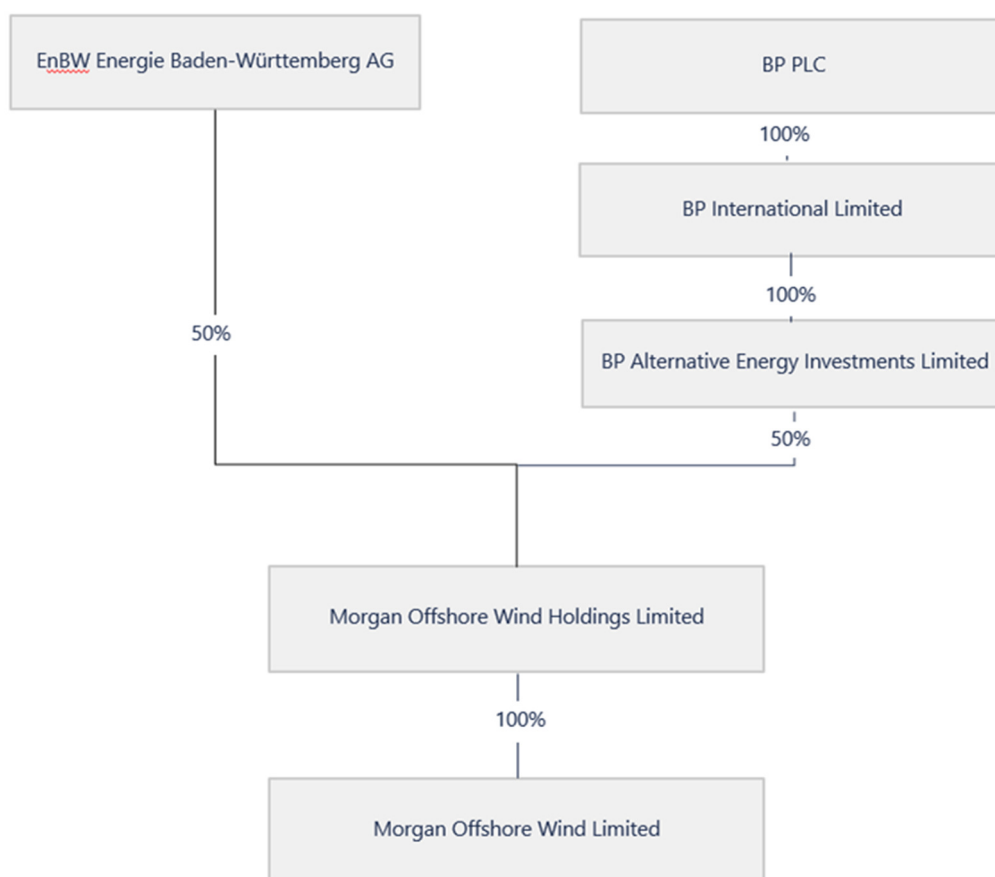 EnBW Energie Baden-Württemberg AG
BP PLC
100%
BP International Limited
100%
50%
BP Alternative Energy Investments Limited
50%
Morgan Offshore Wind Holdings Limited
100%
Morgan Offshore Wind Limited